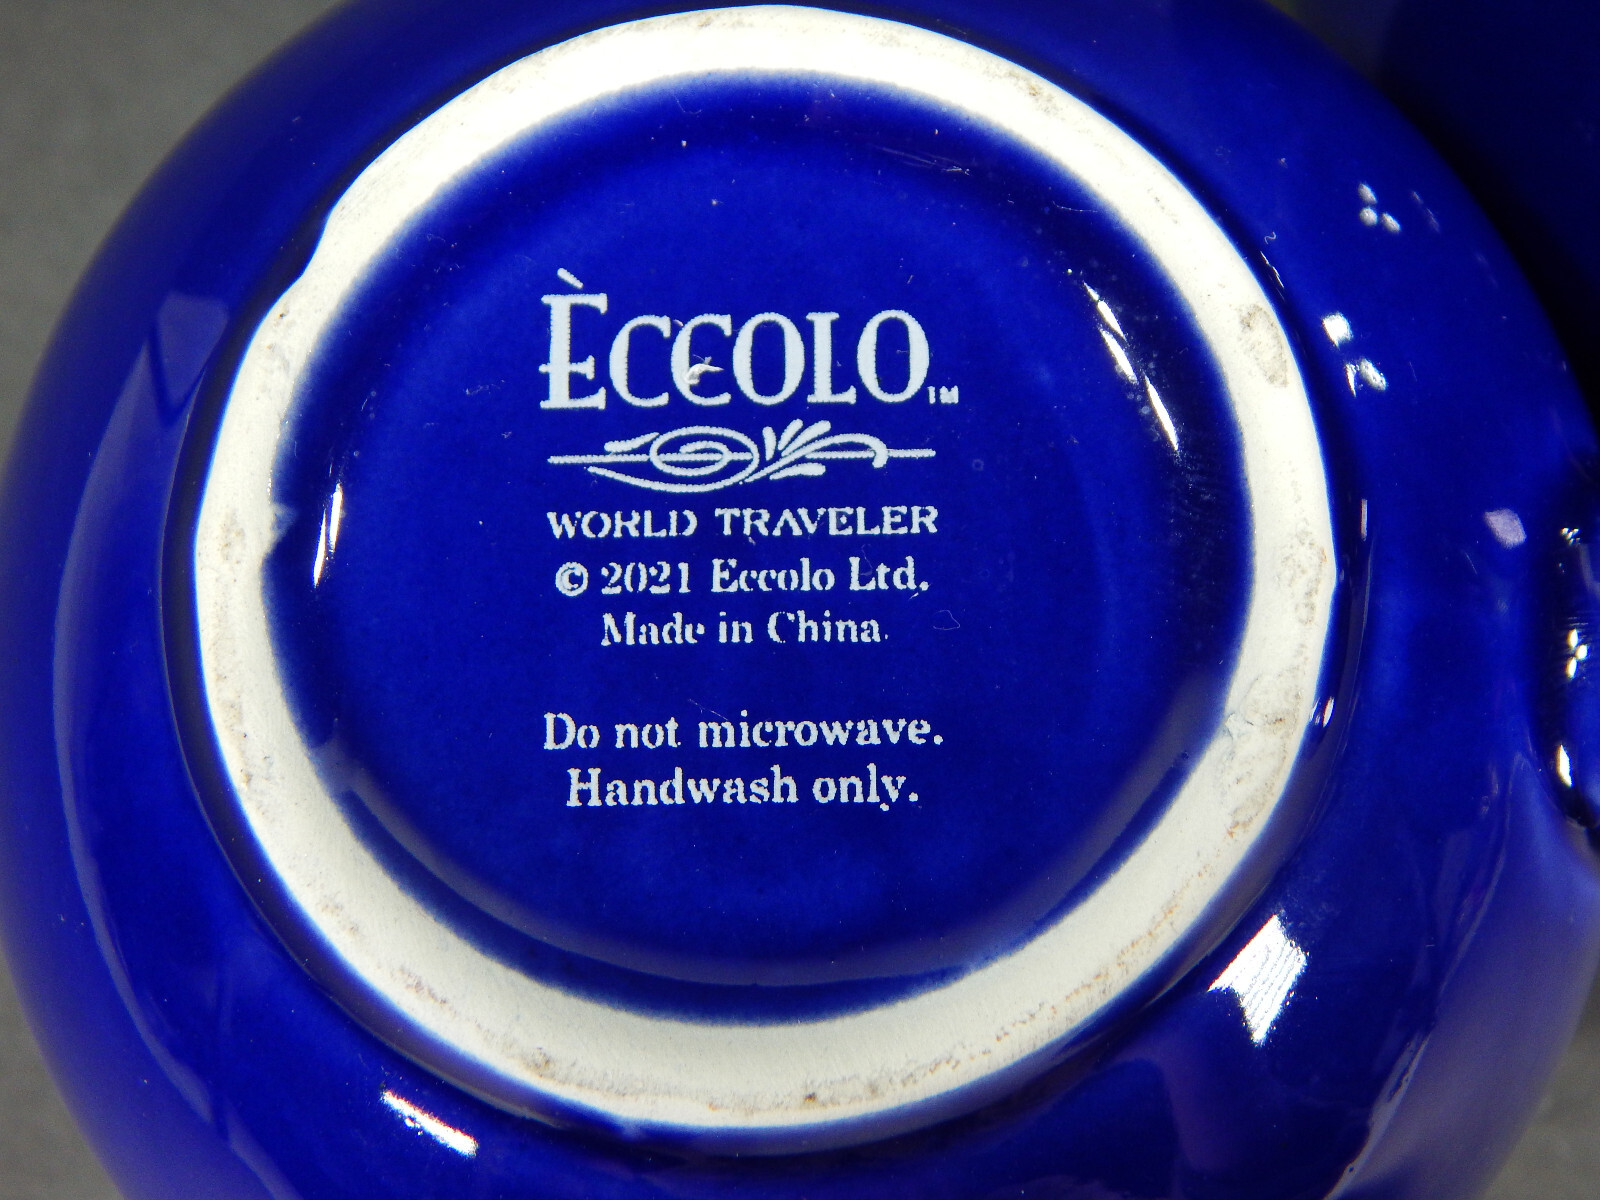 ÈCCOLO™
WORLD TRAVELER
© 2021 Eccolo Ltd.
Made in China.
Do not microwave.
Handwash only.